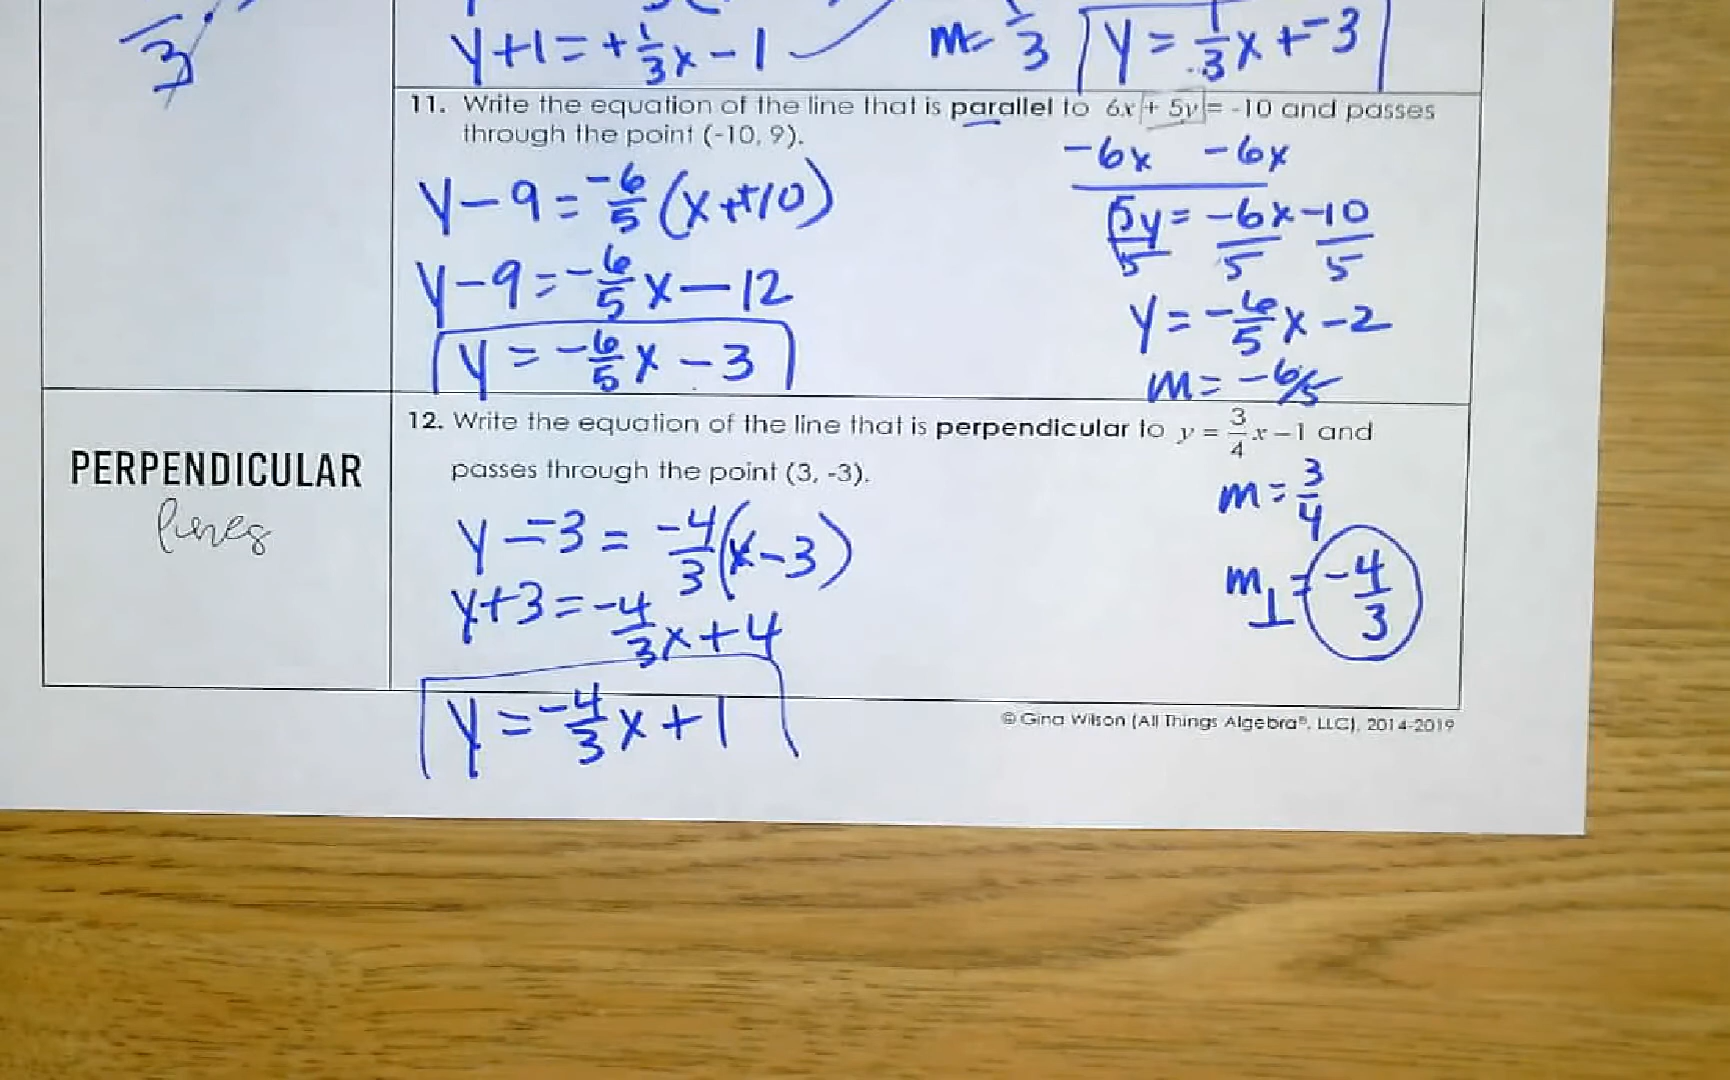 3
y+1=+1/3x-1
m=1/3
y=1/3x+-3
11. Write the equation of the line that is parallel to 6x + 5y = -10 and passes
through the point (-10, 9).
-6x -6x
y-9=-6/5(x++10)
5y=-6x-10
5 5 5
y-9=-6/5x-12
y=-6/5x-2
y=-6/5x-3
m=-6/5
PERPENDICULAR
lines
12. Write the equation of the line that is perpendicular to y = 3/4 x - 1 and
passes through the point (3, -3).
m=3/4
y--3=-4/3(x-3)
m⊥=-4/3
y+3=-4/3x+4
y=-4/3x+1
© Gina Wilson (All Things Algebra®, LLC), 2014-2019